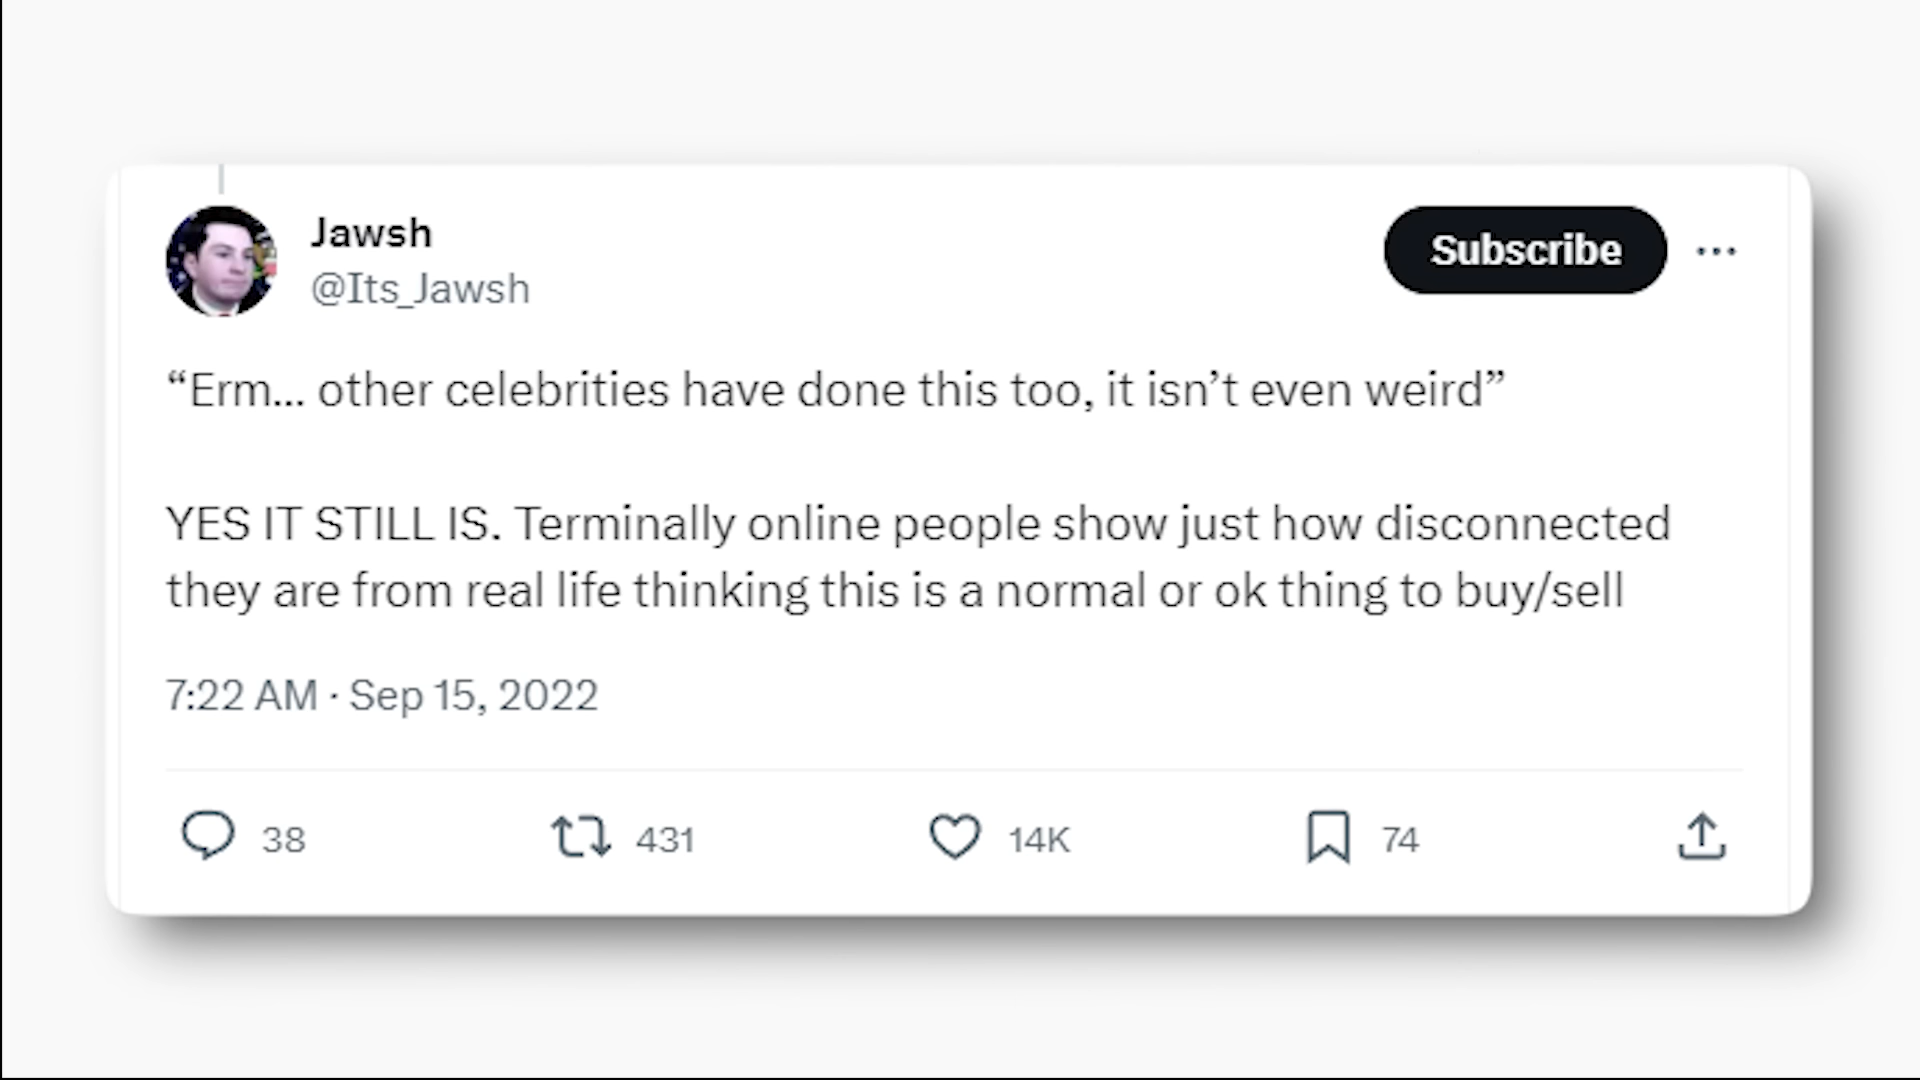 Jawsh
Subscribe
@Its_Jawsh
“Erm... other celebrities have done this too, it isn’t even weird”
YES IT STILL IS. Terminally online people show just how disconnected
they are from real life thinking this is a normal or ok thing to buy/sell
7:22 AM · Sep 15, 2022
38 431 14K 74